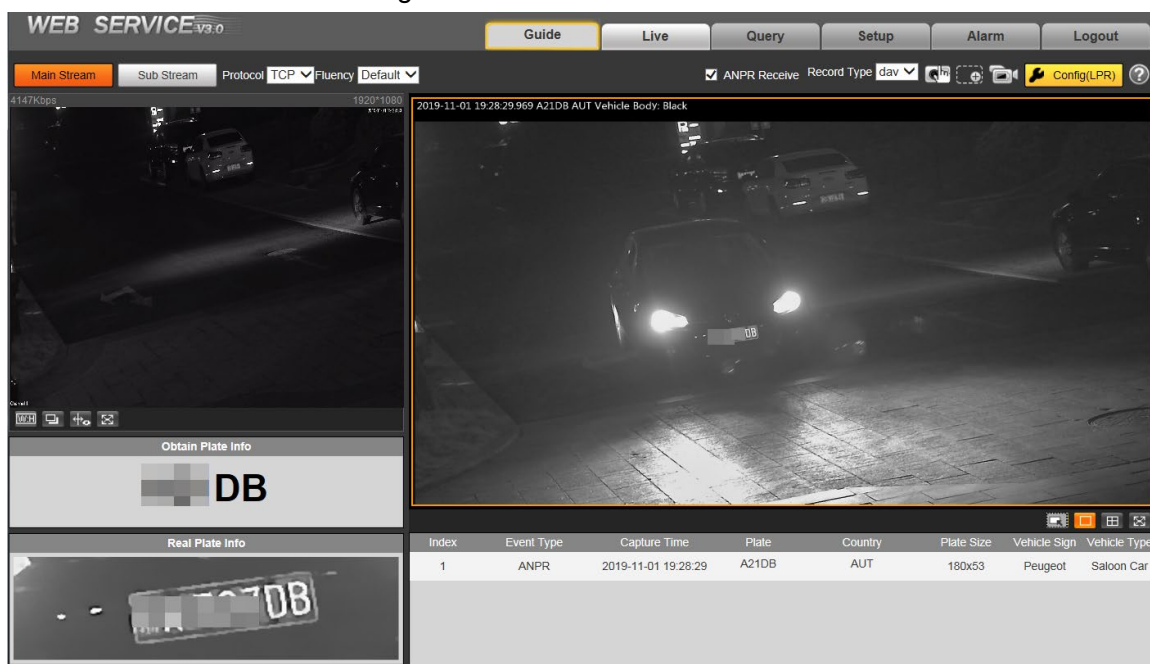 WEB SERVICE V3.0
Guide
Live
Query
Setup
Alarm
Logout
Main Stream
Sub Stream
Protocol TCP Fluency Default
ANPR Receive
Record Type dav
Config(LPR)
4147Kbps
1920*1080
2019-11-01 19:28:29.969 A21DB AUT Vehicle Body: Black
DB
W:H
Obtain Plate Info
DB
Real Plate Info
DB
Index Event Type Capture Time Plate Country Plate Size Vehicle Sign Vehicle Type
1 ANPR 2019-11-01 19:28:29 A21DB AUT 180x53 Peugeot Saloon Car